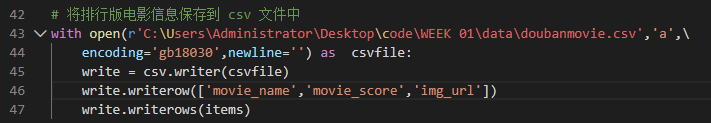 42 # 将排行版电影信息保存到 csv 文件中
43 with open(r'C:\Users\Administrator\Desktop\code\WEEK 01\data\doubanmovie.csv','a',\
44 encoding='gb18030',newline='') as  csvfile:
45 write = csv.writer(csvfile)
46 write.writerow(['movie_name','movie_score','img_url'])
47 write.writerows(items)